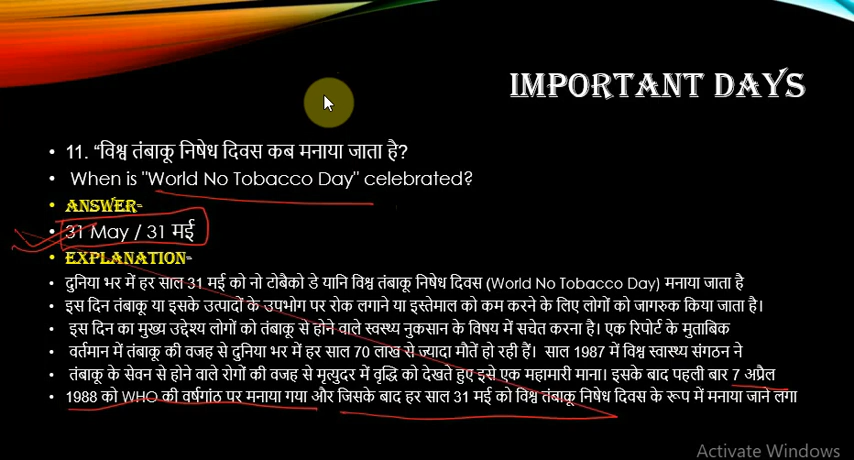 IMPORTANT DAYS
• 11. “विश्व तंबाकू निषेध दिवस कब मनाया जाता है?
• When is "World No Tobacco Day" celebrated?
• ANSWER-
• 31 May / 31 मई
• EXPLANATION-
• दुनिया भर में हर साल 31 मई को नो टोबैको डे यानि विश्व तंबाकू निषेध दिवस (World No Tobacco Day) मनाया जाता है
• इस दिन तंबाकू या इसके उत्पादों के उपभोग पर रोक लगाने या इस्तेमाल को कम करने के लिए लोगों को जागरुक किया जाता है।
• इस दिन का मुख्य उद्देश्य लोगों को तंबाकू से होने वाले स्वस्थ्य नुकसान के विषय में सचेत करना है। एक रिपोर्ट के मुताबिक
• वर्तमान में तंबाकू की वजह से दुनिया भर में हर साल 70 लाख से ज्यादा मौतें हो रही हैं। साल 1987 में विश्व स्वास्थ्य संगठन ने
• तंबाकू के सेवन से होने वाले रोगों की वजह से मृत्युदर में वृद्धि को देखते हुए इसे एक महामारी माना। इसके बाद पहली बार 7 अप्रैल
• 1988 को WHO की वर्षगांठ पर मनाया गया और जिसके बाद हर साल 31 मई को विश्व तंबाकू निषेध दिवस के रूप में मनाया जाने लगा
Activate Windows